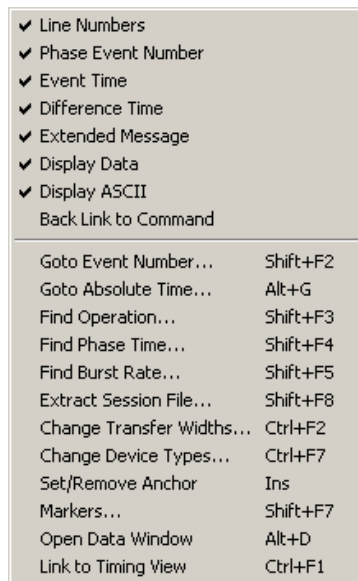 Line Numbers
Phase Event Number
Event Time
Difference Time
Extended Message
Display Data
Display ASCII
Back Link to Command
Goto Event Number... Shift+F2
Goto Absolute Time... Alt+G
Find Operation... Shift+F3
Find Phase Time... Shift+F4
Find Burst Rate... Shift+F5
Extract Session File... Shift+F8
Change Transfer Widths... Ctrl+F2
Change Device Types... Ctrl+F7
Set/Remove Anchor Ins
Markers... Shift+F7
Open Data Window Alt+D
Link to Timing View Ctrl+F1